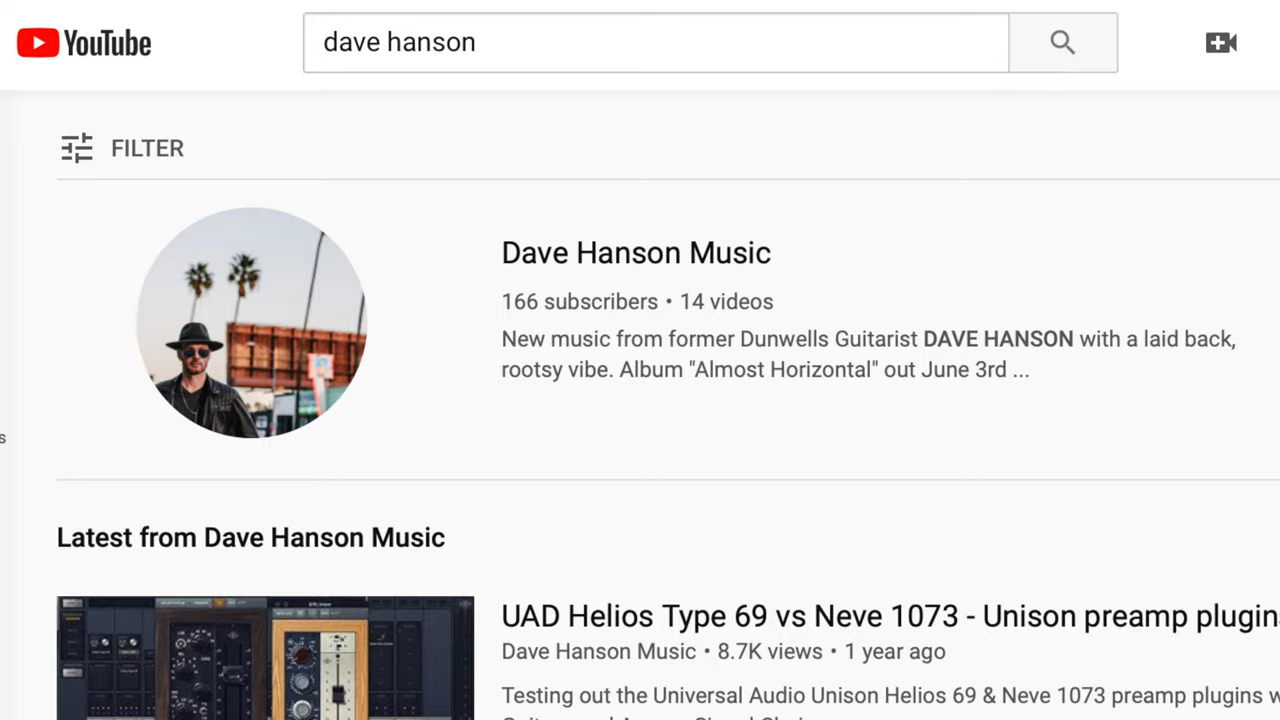 YouTube
dave hanson
FILTER
Dave Hanson Music
166 subscribers • 14 videos
New music from former Dunwells Guitarist DAVE HANSON with a laid back,
rootsy vibe. Album "Almost Horizontal" out June 3rd ...
s
Latest from Dave Hanson Music
UAD Helios Type 69 vs Neve 1073 - Unison preamp plugins
Dave Hanson Music • 8.7K views • 1 year ago
Testing out the Universal Audio Unison Helios 69 & Neve 1073 preamp plugins w